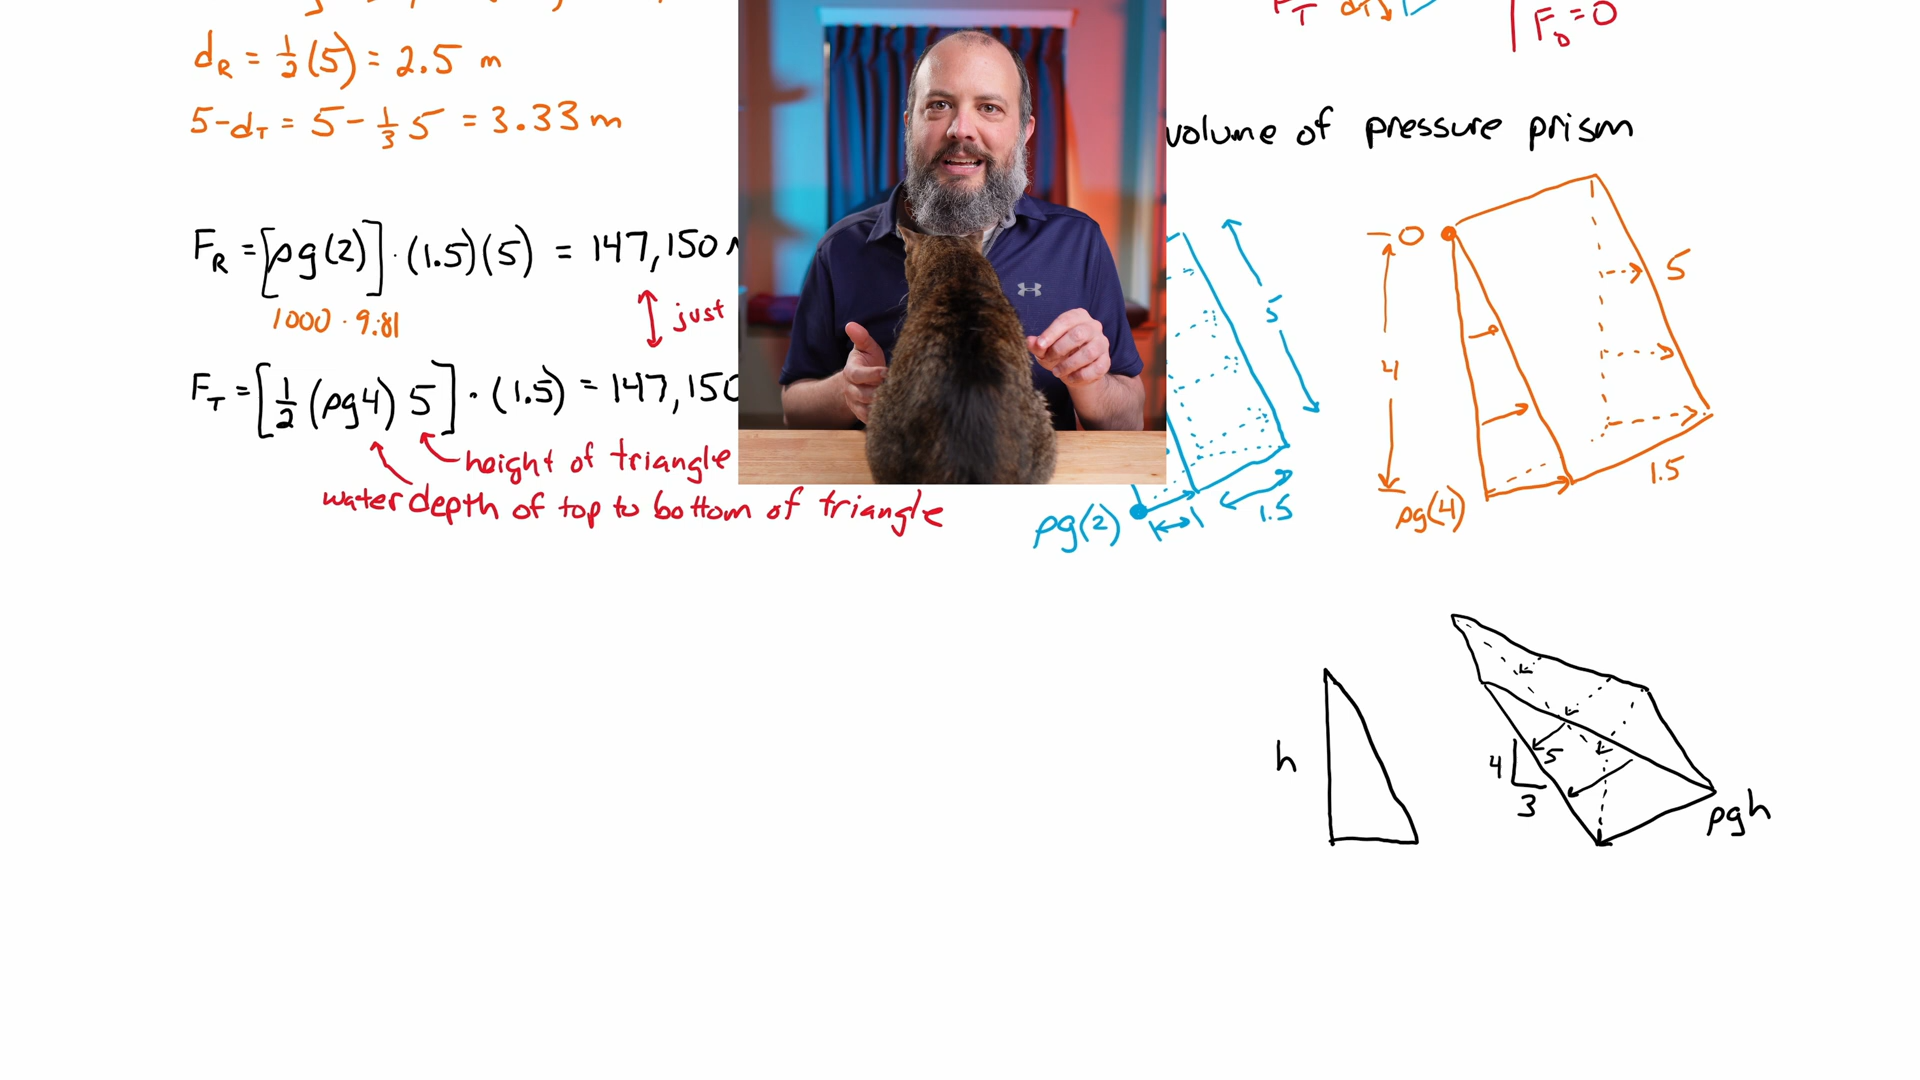 d_R = 1/2 (5) = 2.5 m
5-d_T = 5 - 1/3 5 = 3.33 m
F_T d_T
F_D = 0
volume of pressure prism
F_R = [ρg(2)] · (1.5)(5) = 147,150
1000 · 9.81
just
F_T = [1/2 (ρg4) 5] · (1.5) = 147,150
height of triangle
water depth of top to bottom of triangle
5
ρg(2)
1.5
0
4
5
ρg(4)
1.5
h
4
5
3
ρgh